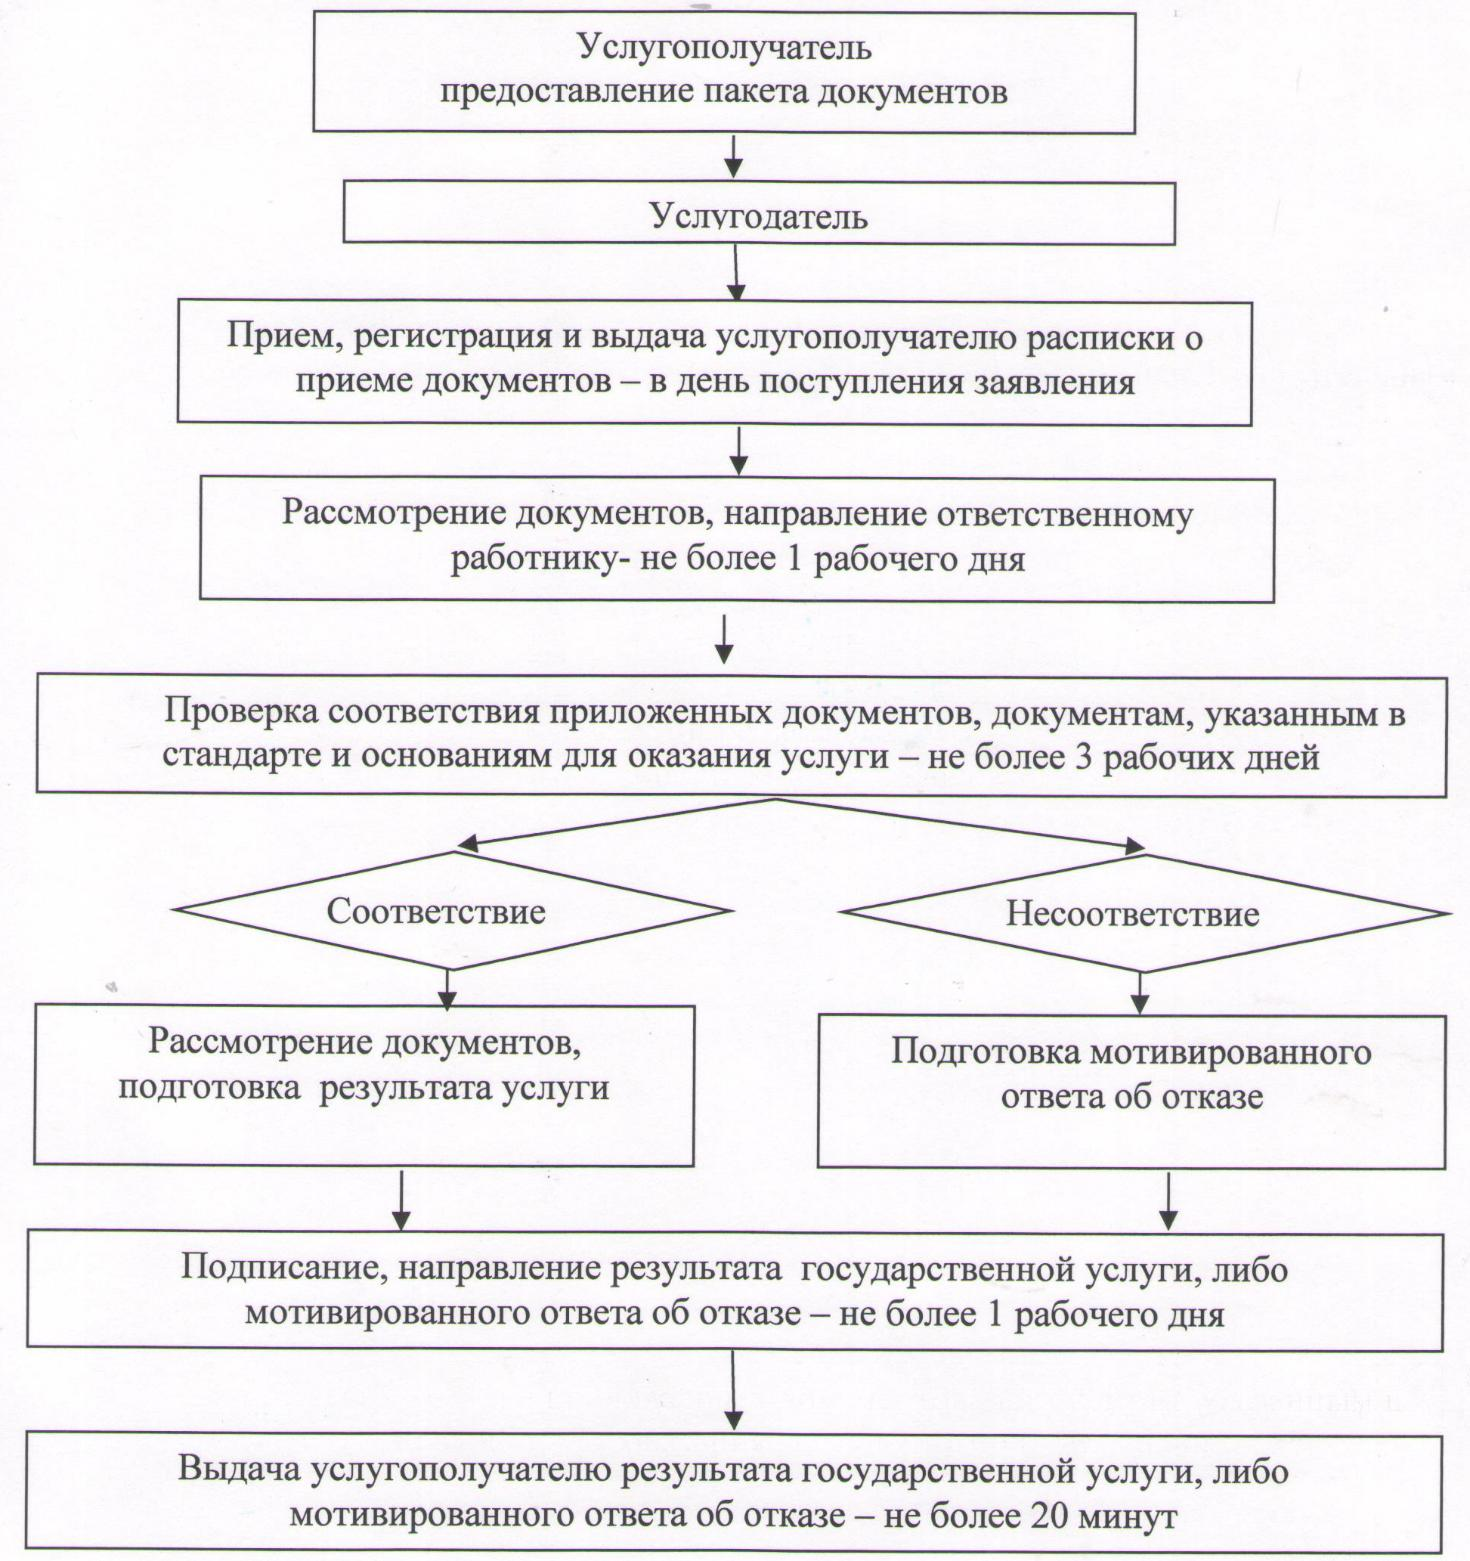 Услугополучатель
предоставление пакета документов
Услугодатель
Прием, регистрация и выдача услугополучателю расписки о
приеме документов – в день поступления заявления
Рассмотрение документов, направление ответственному
работнику- не более 1 рабочего дня
Проверка соответствия приложенных документов, документам, указанным в
стандарте и основаниям для оказания услуги – не более 3 рабочих дней
Соответствие
Несоответствие
Рассмотрение документов,
подготовка  результата услуги
Подготовка мотивированного
ответа об отказе
Подписание, направление результата  государственной услуги, либо
мотивированного ответа об отказе – не более 1 рабочего дня
Выдача услугополучателю результата государственной услуги, либо
мотивированного ответа об отказе – не более 20 минут